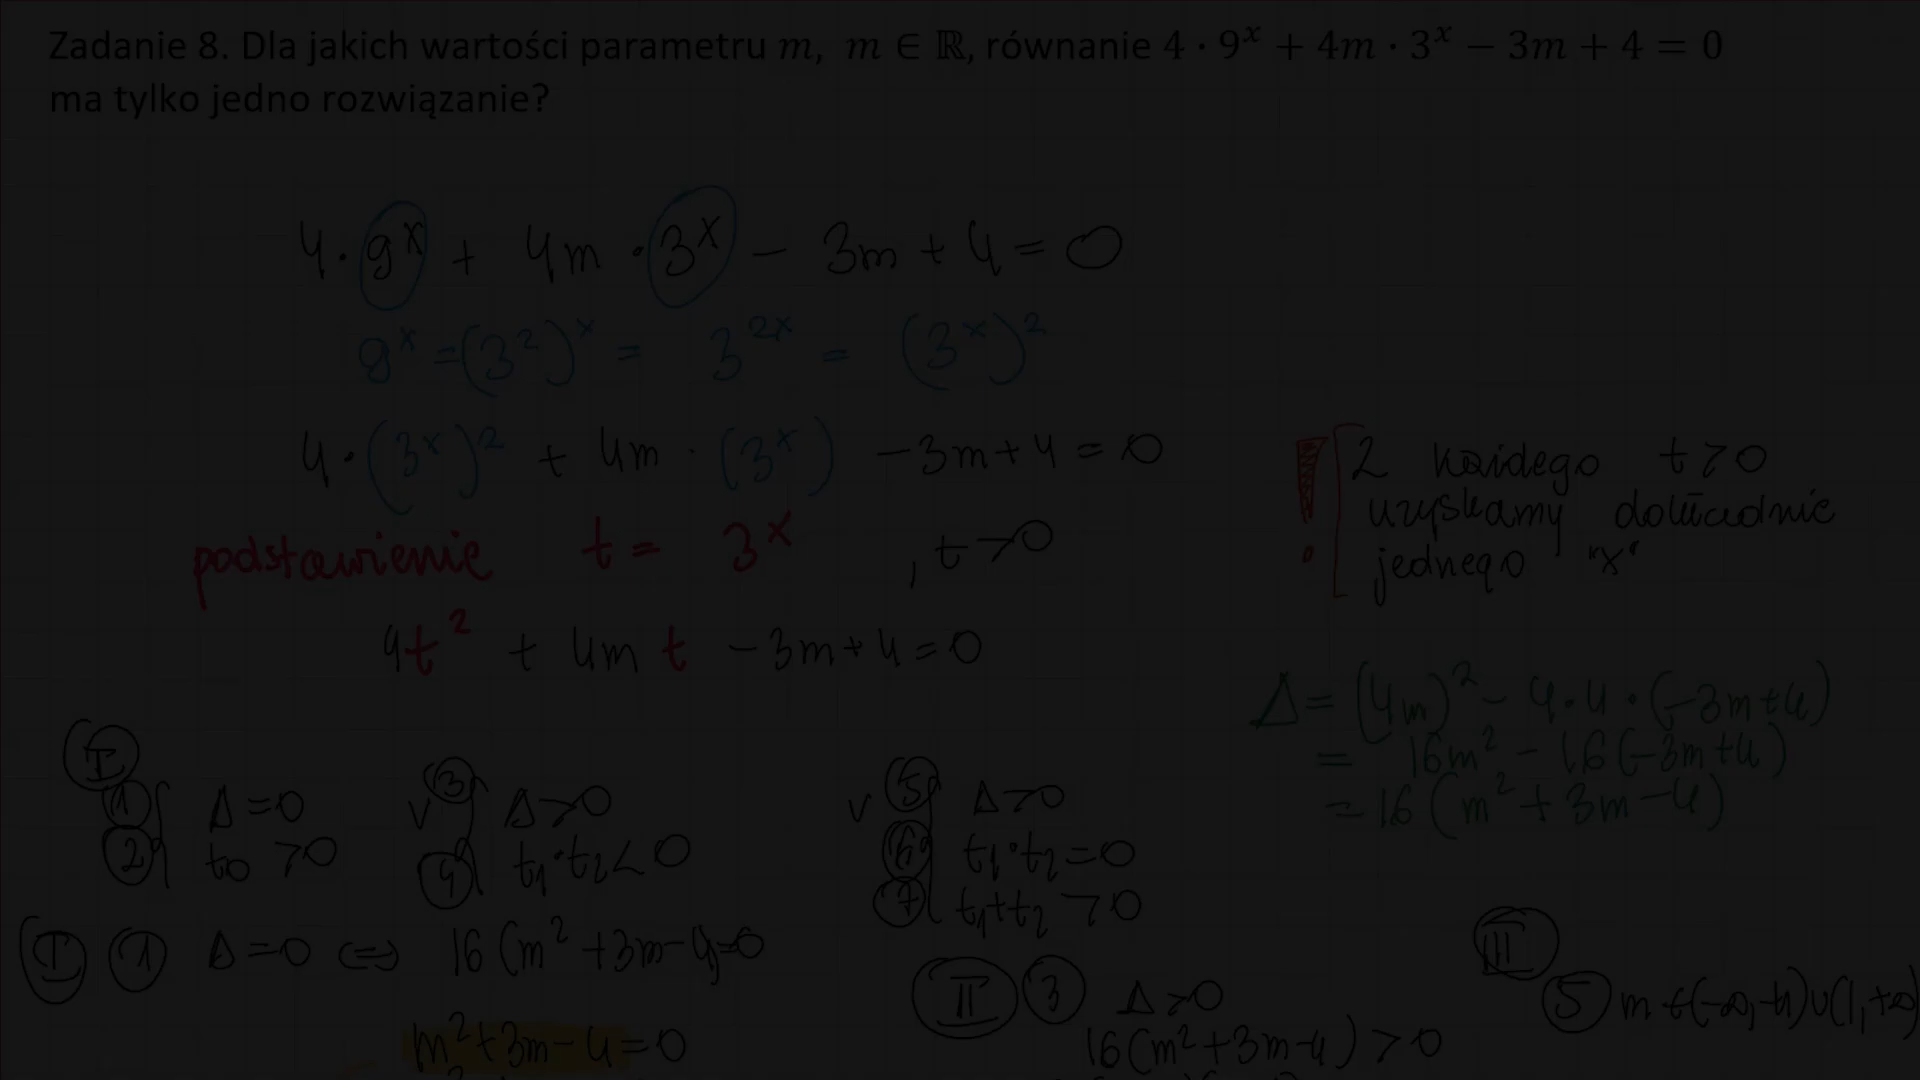 Zadanie 8. Dla jakich wartości parametru m, m ∈ ℝ, równanie 4 · 9^x + 4m · 3^x − 3m + 4 = 0
ma tylko jedno rozwiązanie?
4 · 9^x + 4m · 3^x − 3m + 4 = 0
9^x = (3^2)^x = 3^{2x} = (3^x)^2
4 · (3^x)^2 + 4m · (3^x) − 3m + 4 = 0
! Z każdego t > 0
uzyskamy dokładnie
jednego "x"
podstawienie t = 3^x , t > 0
4t^2 + 4m t − 3m + 4 = 0
Δ = (4m)^2 − 4·4·(−3m+4)
= 16m^2 − 16(−3m+4)
= 16(m^2 + 3m − 4)
I
1 Δ = 0 v 3 Δ > 0 v 5 Δ > 0
2 t0 > 0 4 t1·t2 < 0 6 t1·t2 = 0
7 t1+t2 > 0
I 1 Δ = 0 ⇔ 16(m^2 + 3m − 4) = 0
m^2 + 3m − 4 = 0
II 3 Δ > 0
16(m^2 + 3m − 4) > 0
III
5 m ∈ (−∞, −4) ∪ (1, +∞)